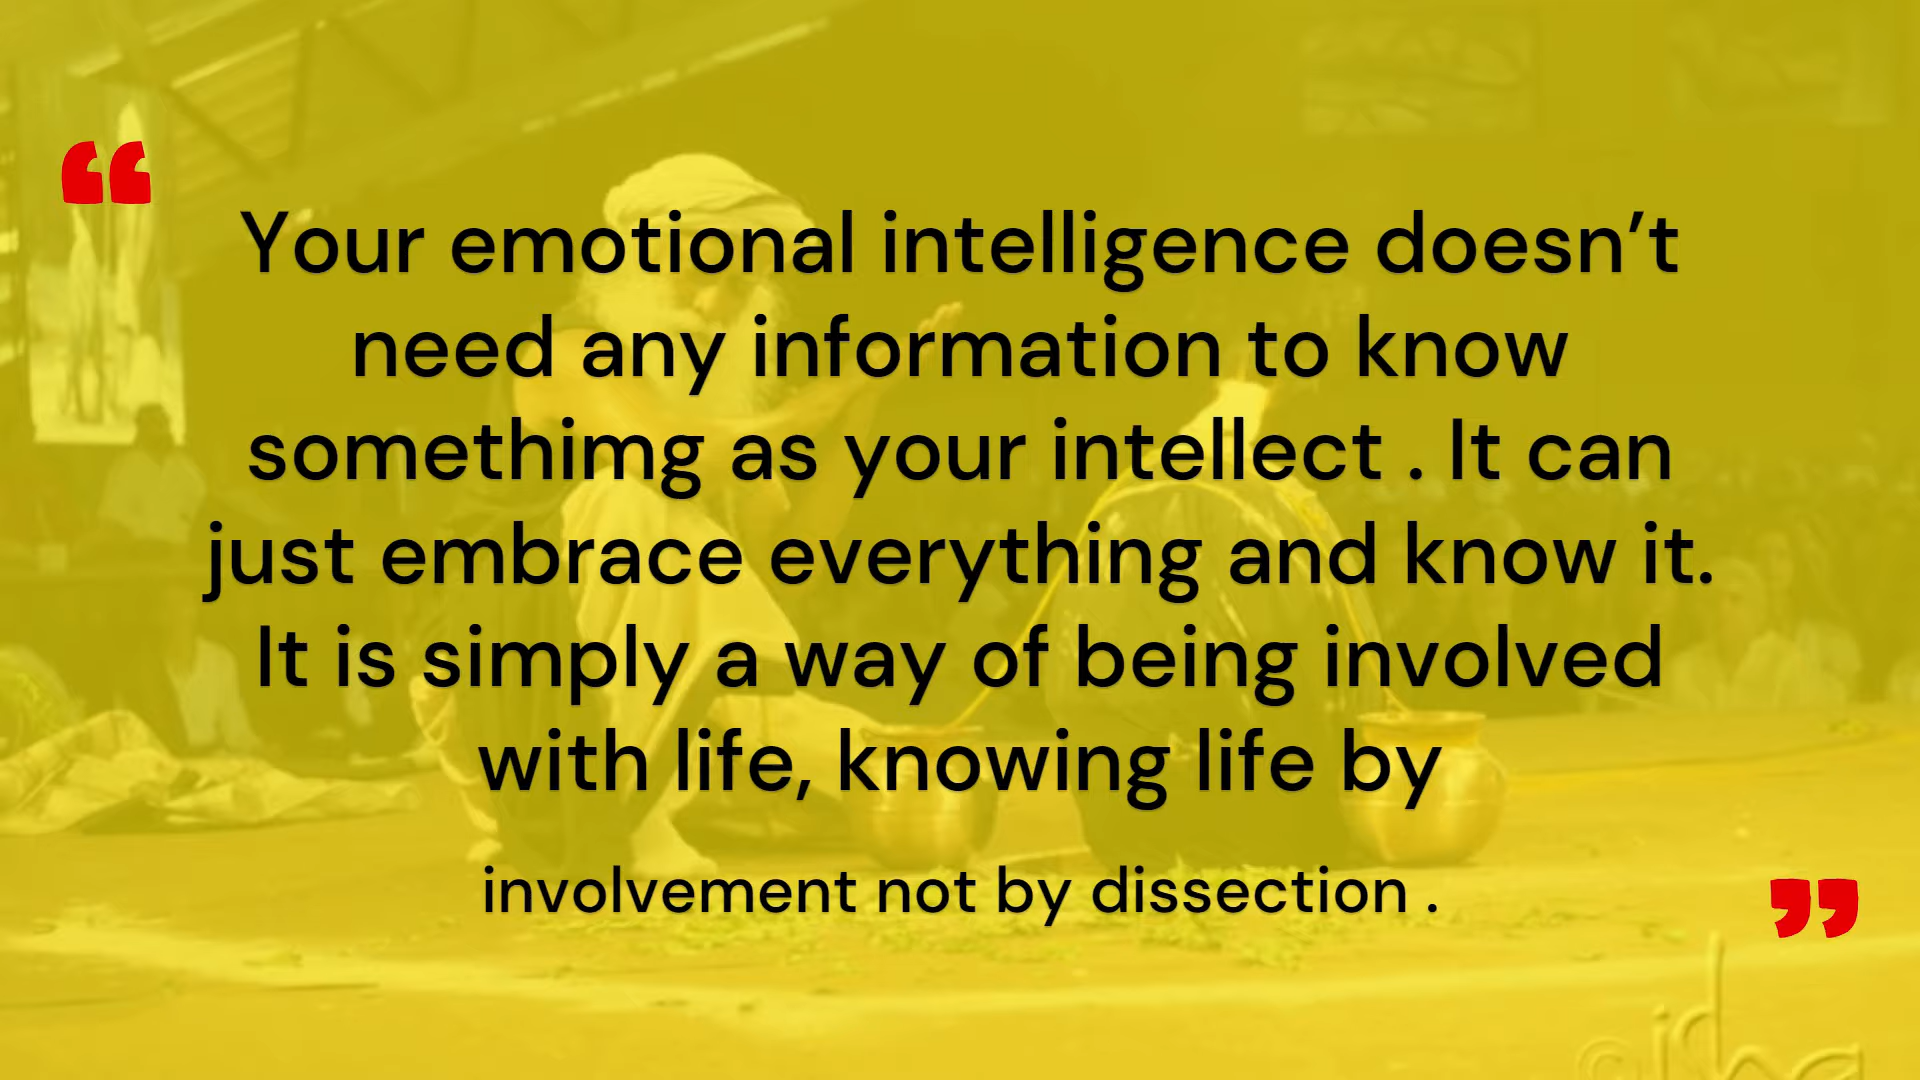 “
Your emotional intelligence doesn’t
need any information to know
somethimg as your intellect . It can
just embrace everything and know it.
It is simply a way of being involved
with life, knowing life by
involvement not by dissection .
”
©isha